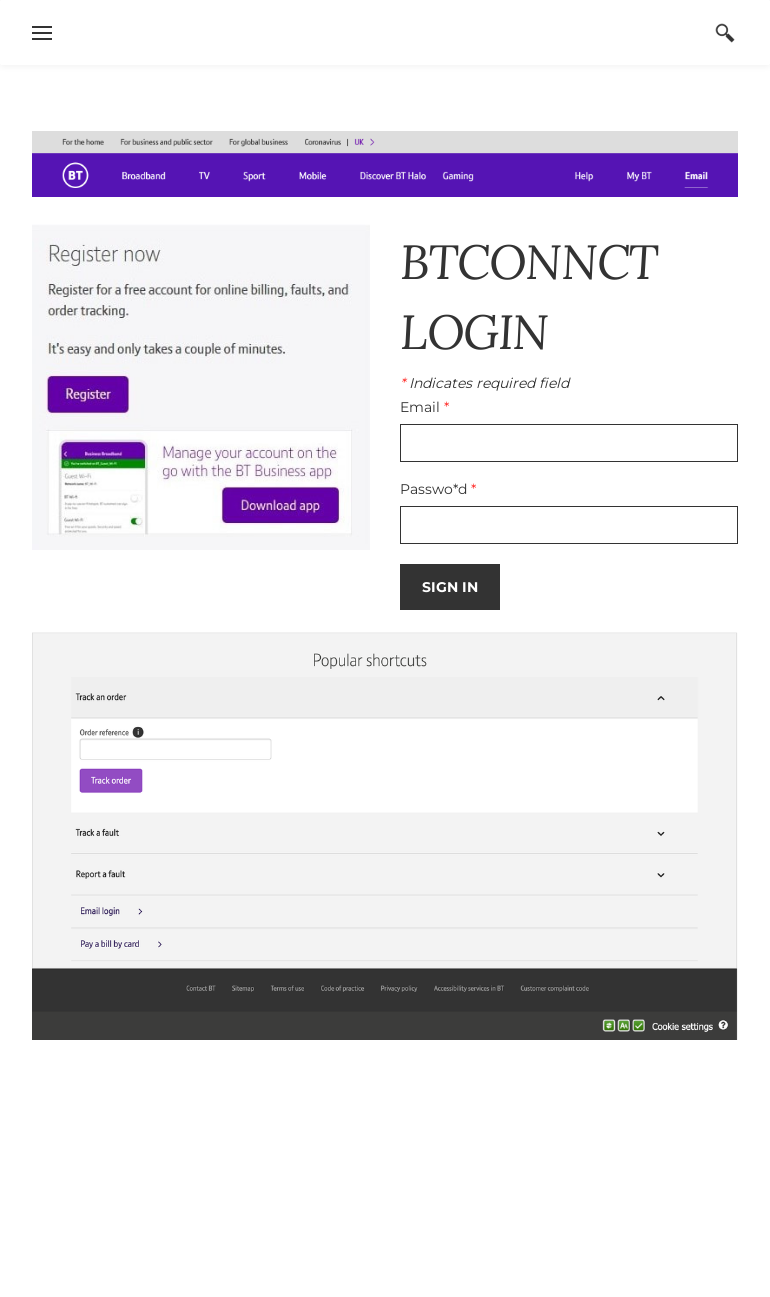 For the home For business and public sector For global business Coronavirus | UK >
BT Broadband TV Sport Mobile Discover BT Halo Gaming Help My BT Email
Register now
Register for a free account for online billing, faults, and
order tracking.
It's easy and only takes a couple of minutes.
Register
Business Broadband
Guest Wi-Fi
BT Wi-Fi
Guest Wi-Fi
Manage your account on the
go with the BT Business app
Download app
BTCONNCT
LOGIN
* Indicates required field
Email *
Passwo*d *
SIGN IN
Popular shortcuts
Track an order
Order reference i
Track order
Track a fault
Report a fault
Email login >
Pay a bill by card >
Contact BT Sitemap Terms of use Code of practice Privacy policy Accessibility services in BT Customer complaint code
Cookie settings ?